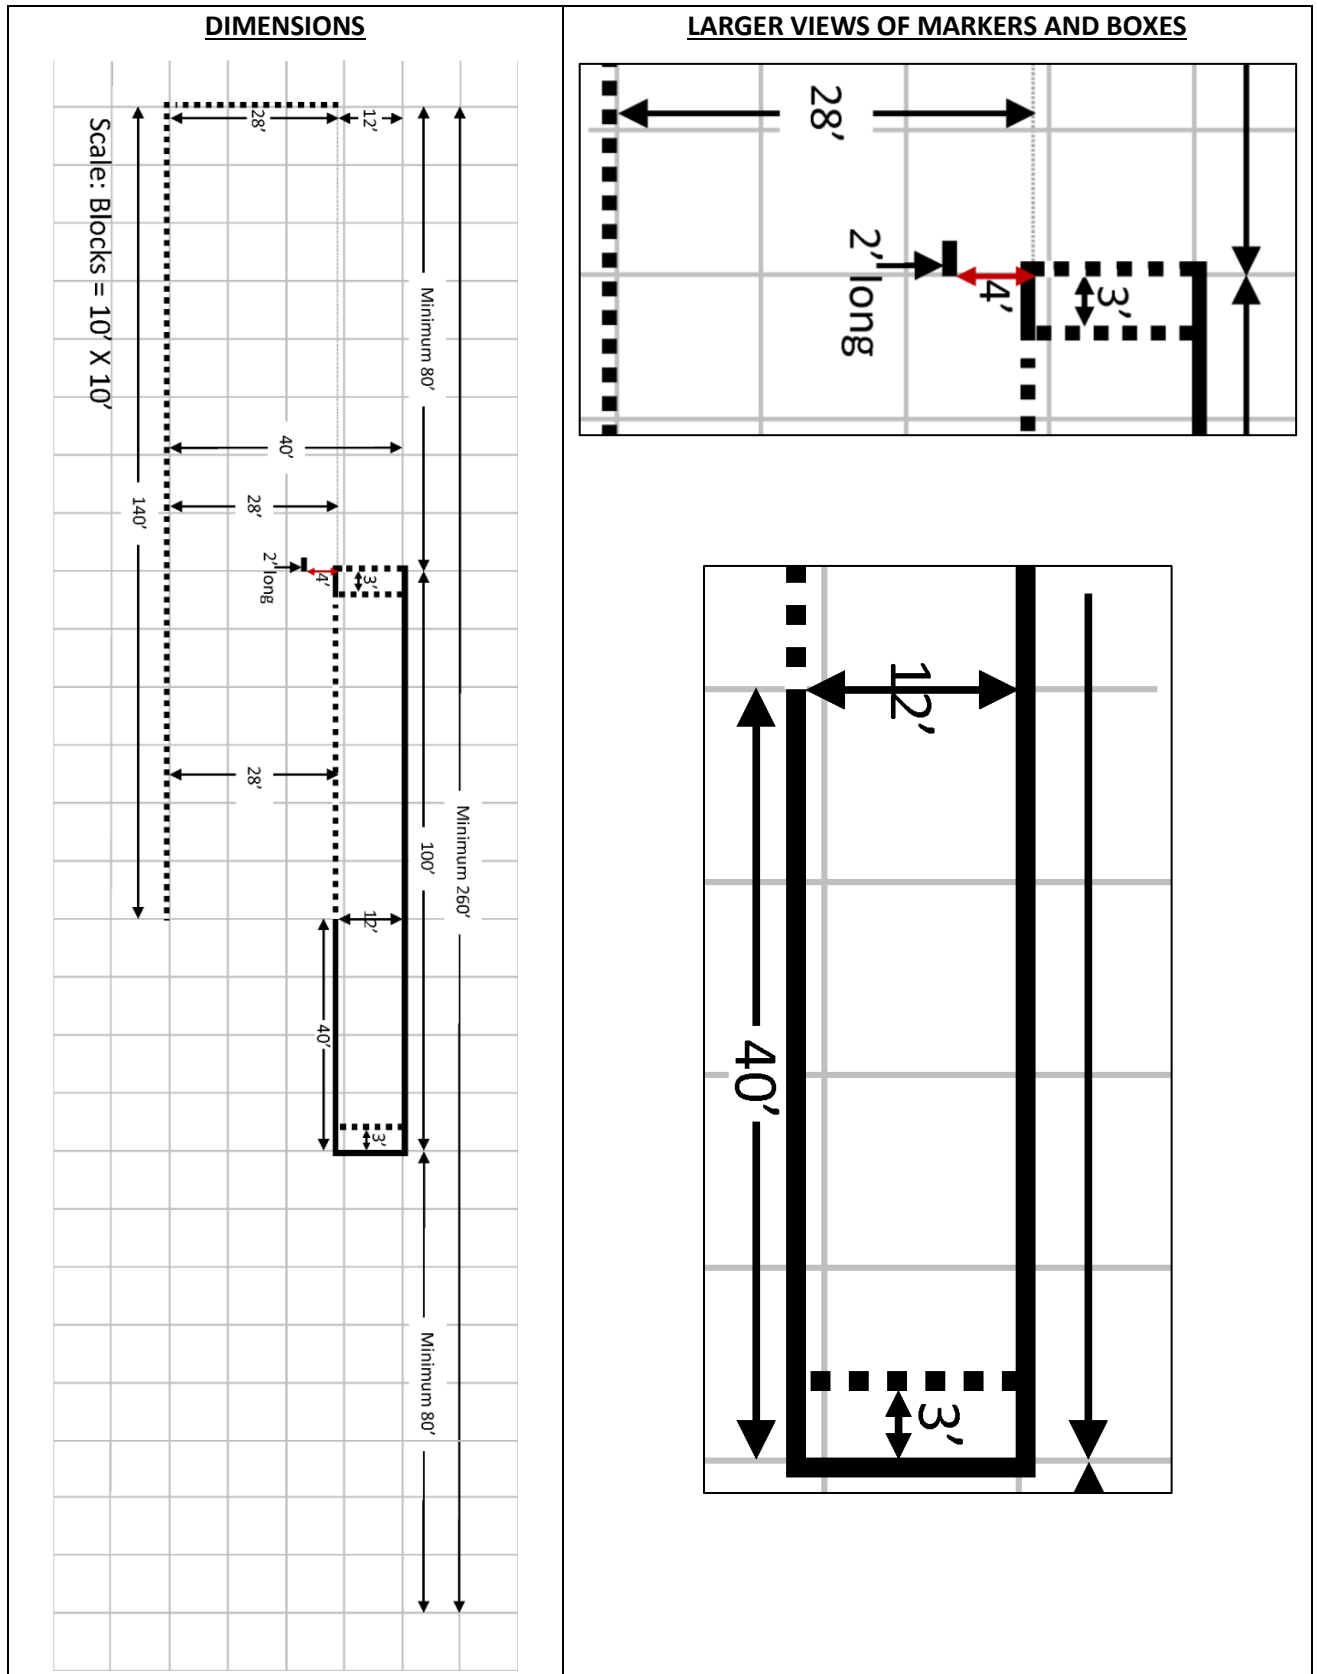 DIMENSIONS
LARGER VIEWS OF MARKERS AND BOXES
28’
12’
Scale: Blocks = 10’ X 10’
Minimum 80’
40’
28’
140’
2’ long
4’
3’
28’
Minimum 260’
100’
12’
40’
3’
Minimum 80’
28’
2’ long
4’
3’
12’
40’
3’